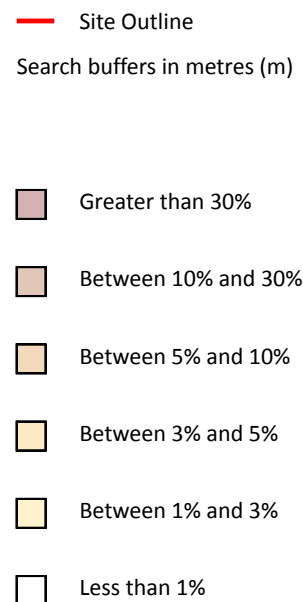 Site Outline
Search buffers in metres (m)
Greater than 30%
Between 10% and 30%
Between 5% and 10%
Between 3% and 5%
Between 1% and 3%
Less than 1%